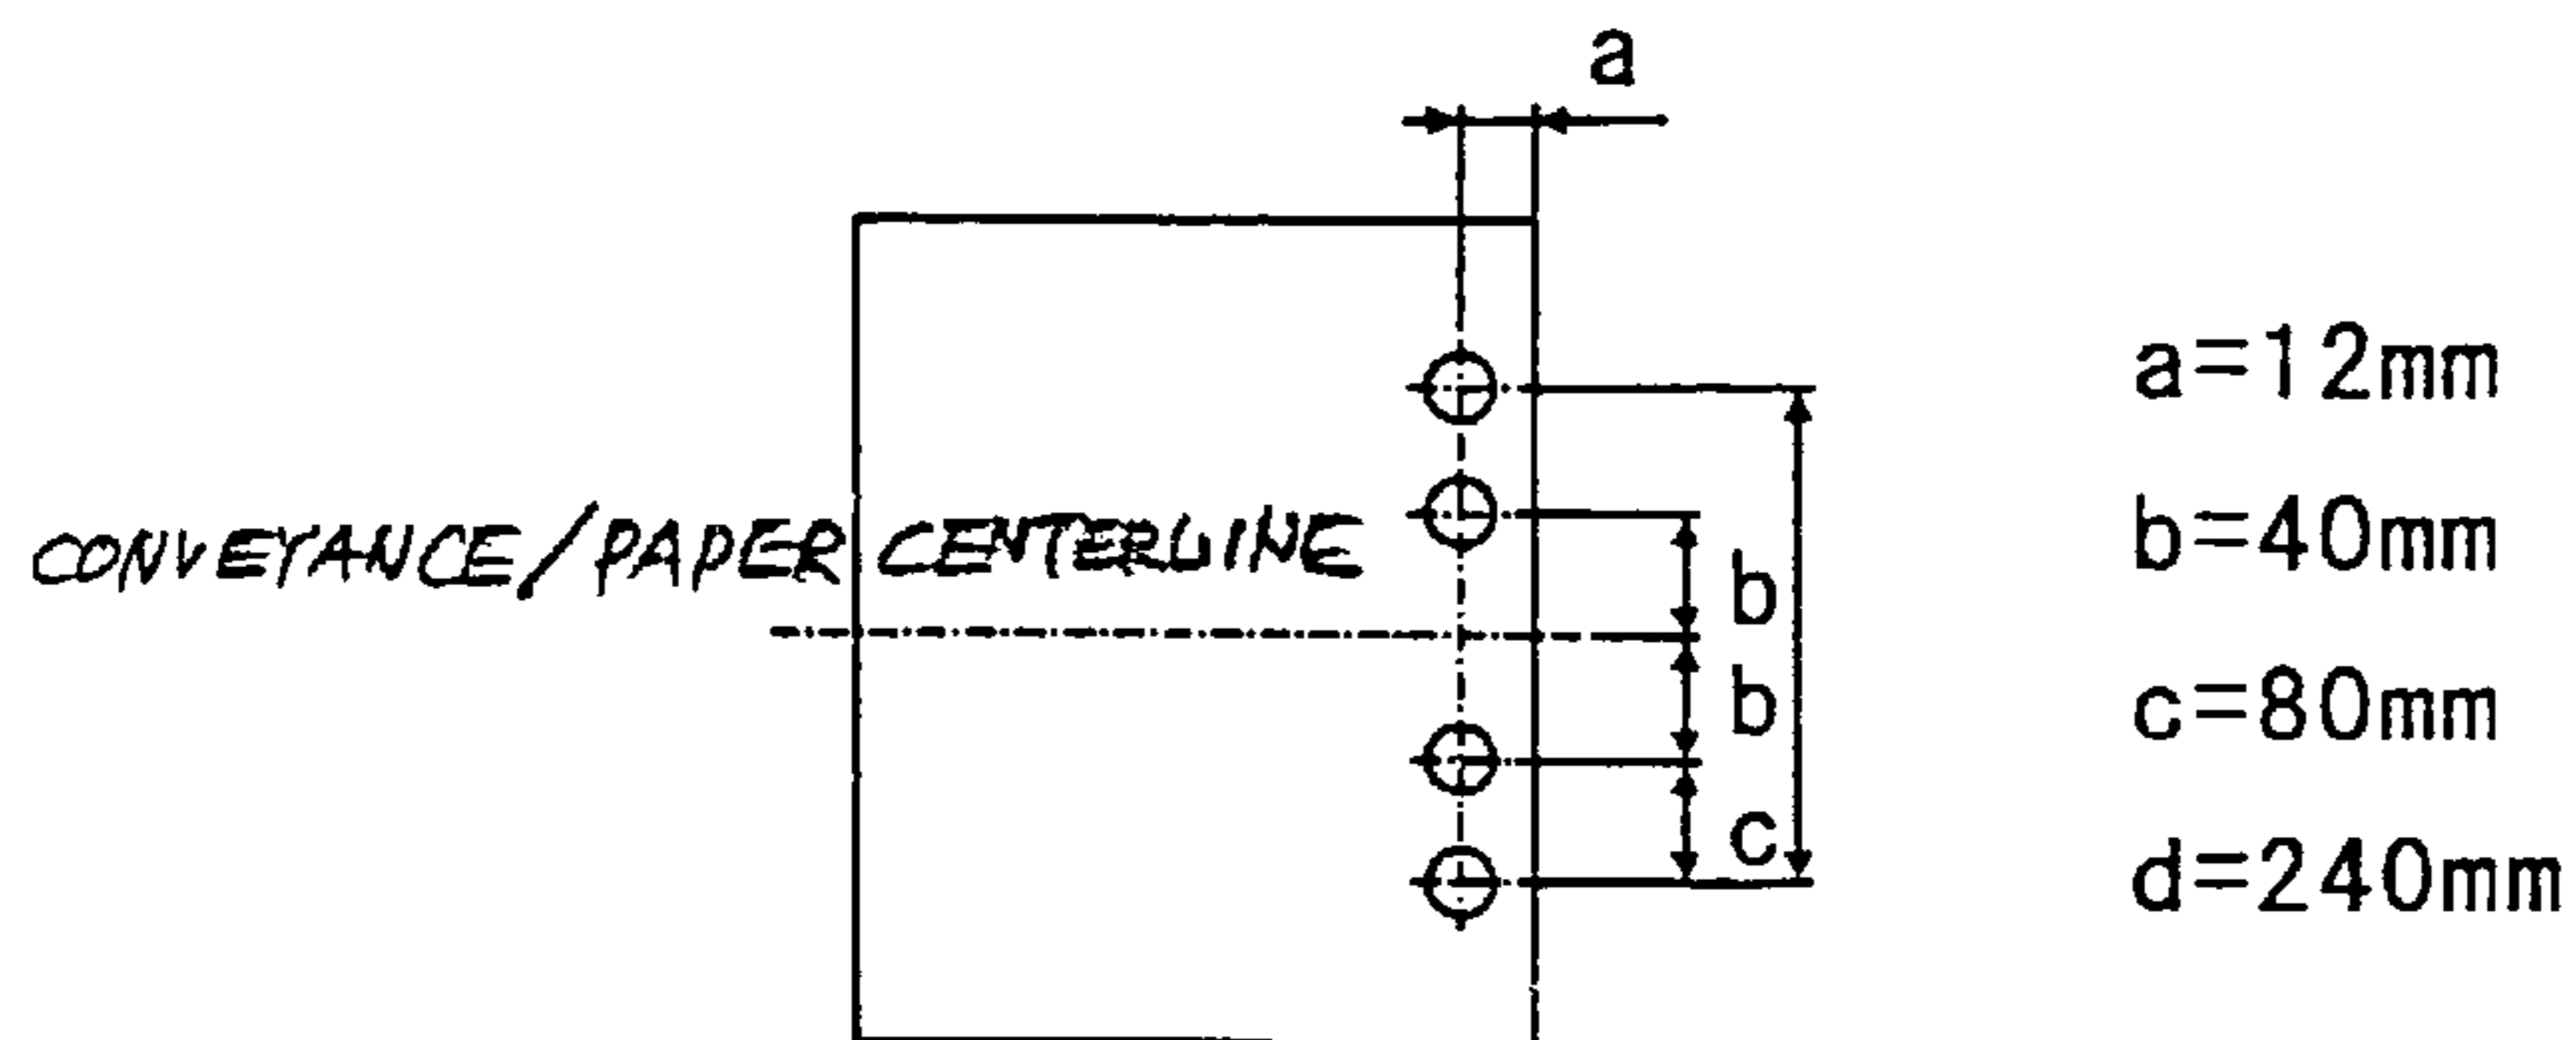 a
CONVEYANCE/PAPER CENTERLINE
b
b
c
a=12mm
b=40mm
c=80mm
d=240mm